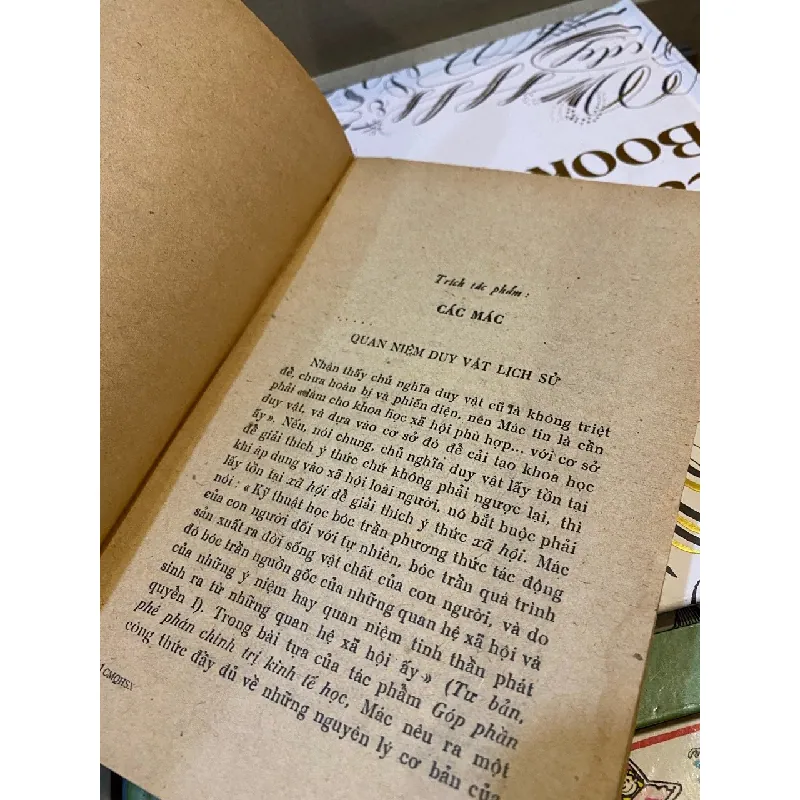 BOOK
Trích tác phẩm :
CÁC MÁC
. . . . .
QUAN NIỆM DUY VẬT LỊCH SỬ
Nhận thấy chủ nghĩa duy vật cũ là không triệt
để, chưa hoàn bị và phiến diện, nên Mác tin là cần
phải «làm cho khoa học xã hội phù hợp... với cơ sở
duy vật, và dựa vào cơ sở đó để cải tạo khoa học
ấy». Nếu, nói chung, chủ nghĩa duy vật lấy tồn tại
để giải thích ý thức chứ không phải ngược lại, thì
khi áp dụng vào xã hội loài người, nó bắt buộc phải
lấy tồn tại xã hội để giải thích ý thức xã hội. Mác
nói : «Kỹ thuật học bóc trần phương thức tác động
của con người đối với tự nhiên, bóc trần quá trình
sản xuất ra đời sống vật chất của con người, và do
đó bóc trần nguồn gốc của những quan hệ xã hội và
của những ý niệm hay quan niệm tinh thần phát
sinh ra từ những quan hệ xã hội ấy» (Tư bản,
quyển I). Trong bài tựa của tác phẩm Góp phần
phê phán chính trị kinh tế học, Mác nêu ra một
công thức đầy đủ về những nguyên lý cơ bản của
1CMQHSX